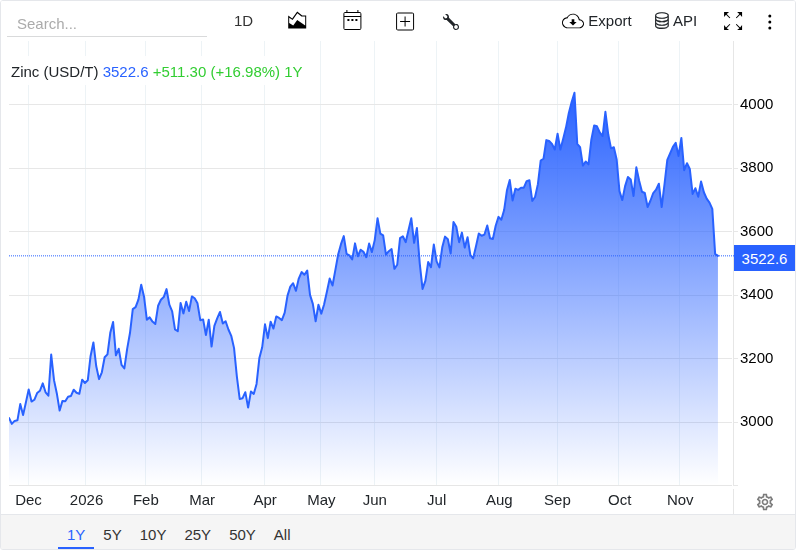 Search...
1D
Export
API
Zinc (USD/T) 3522.6 +511.30 (+16.98%) 1Y
4000
3800
3600
3522.6
3400
3200
3000
Dec 2026 Feb Mar Apr May Jun Jul Aug Sep Oct Nov
1Y 5Y 10Y 25Y 50Y All